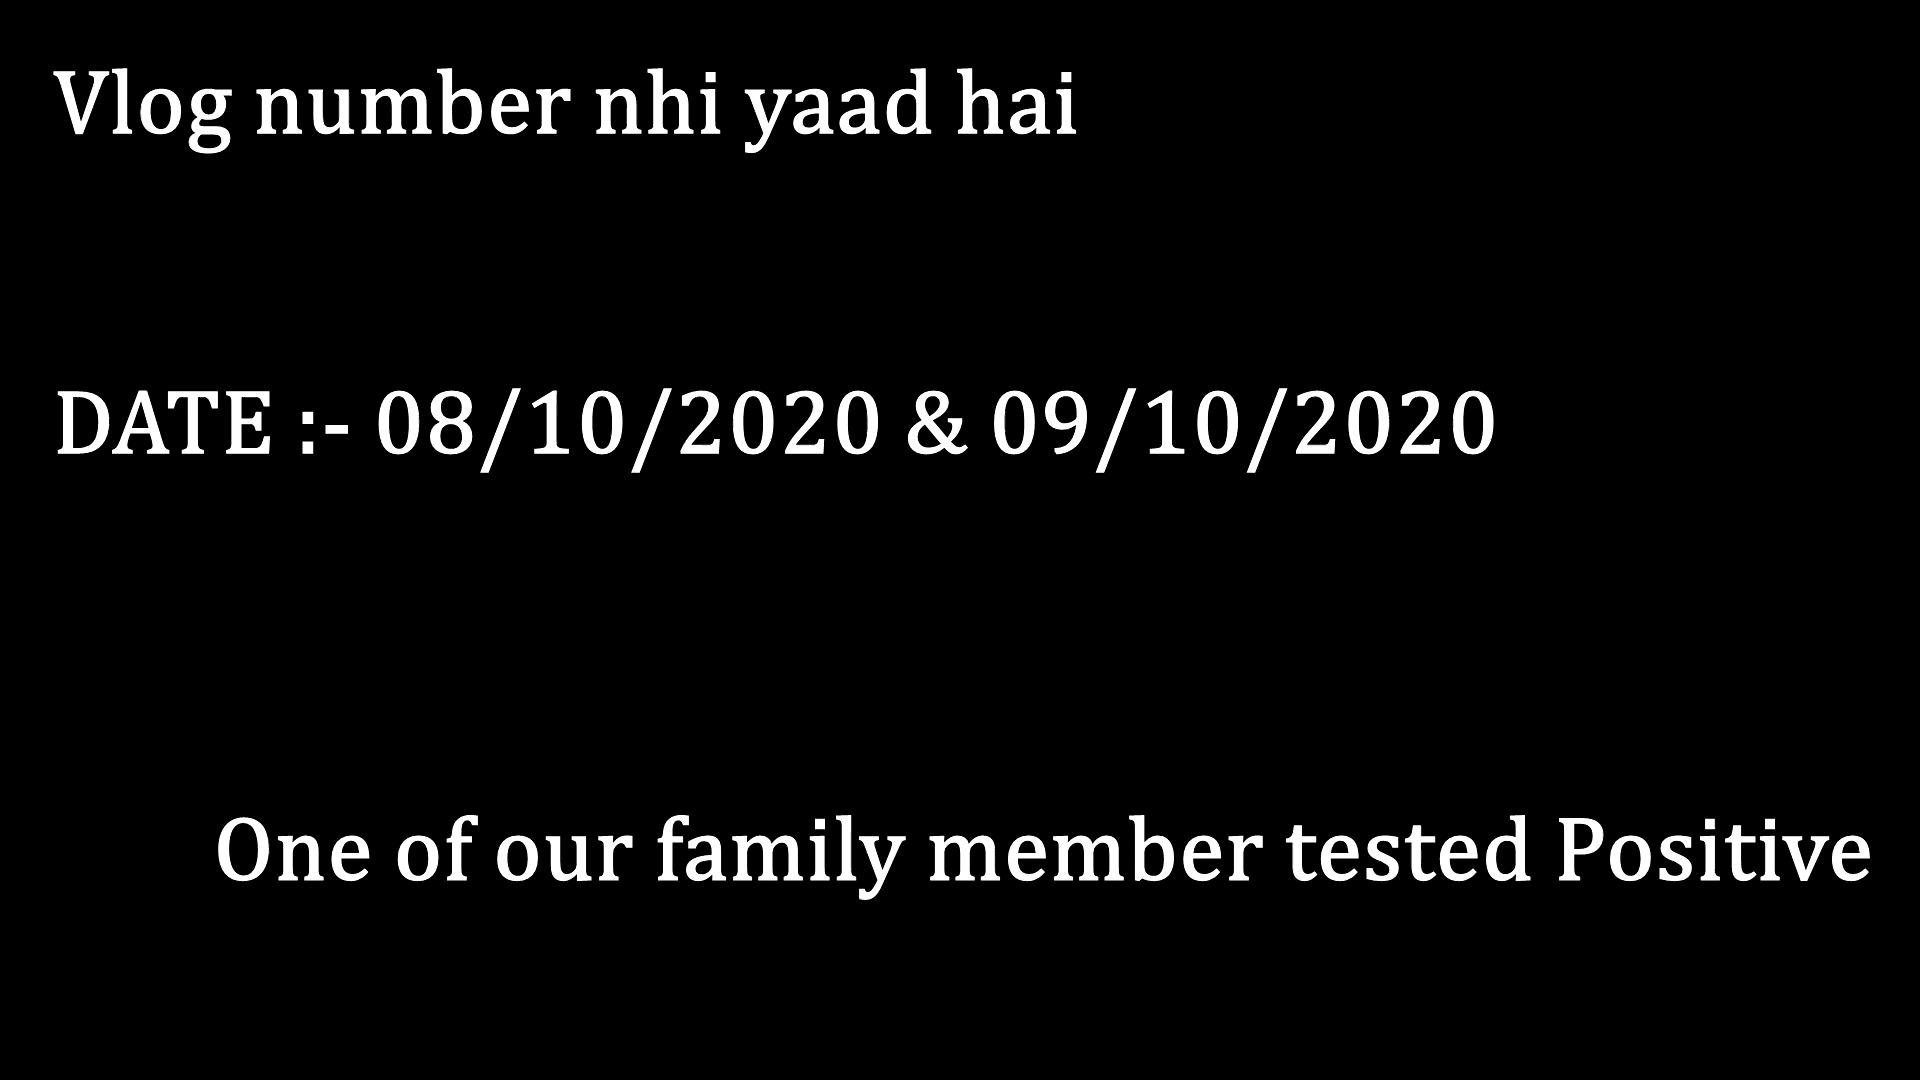 Vlog number nhi yaad hai
DATE :- 08/10/2020 & 09/10/2020
One of our family member tested Positive